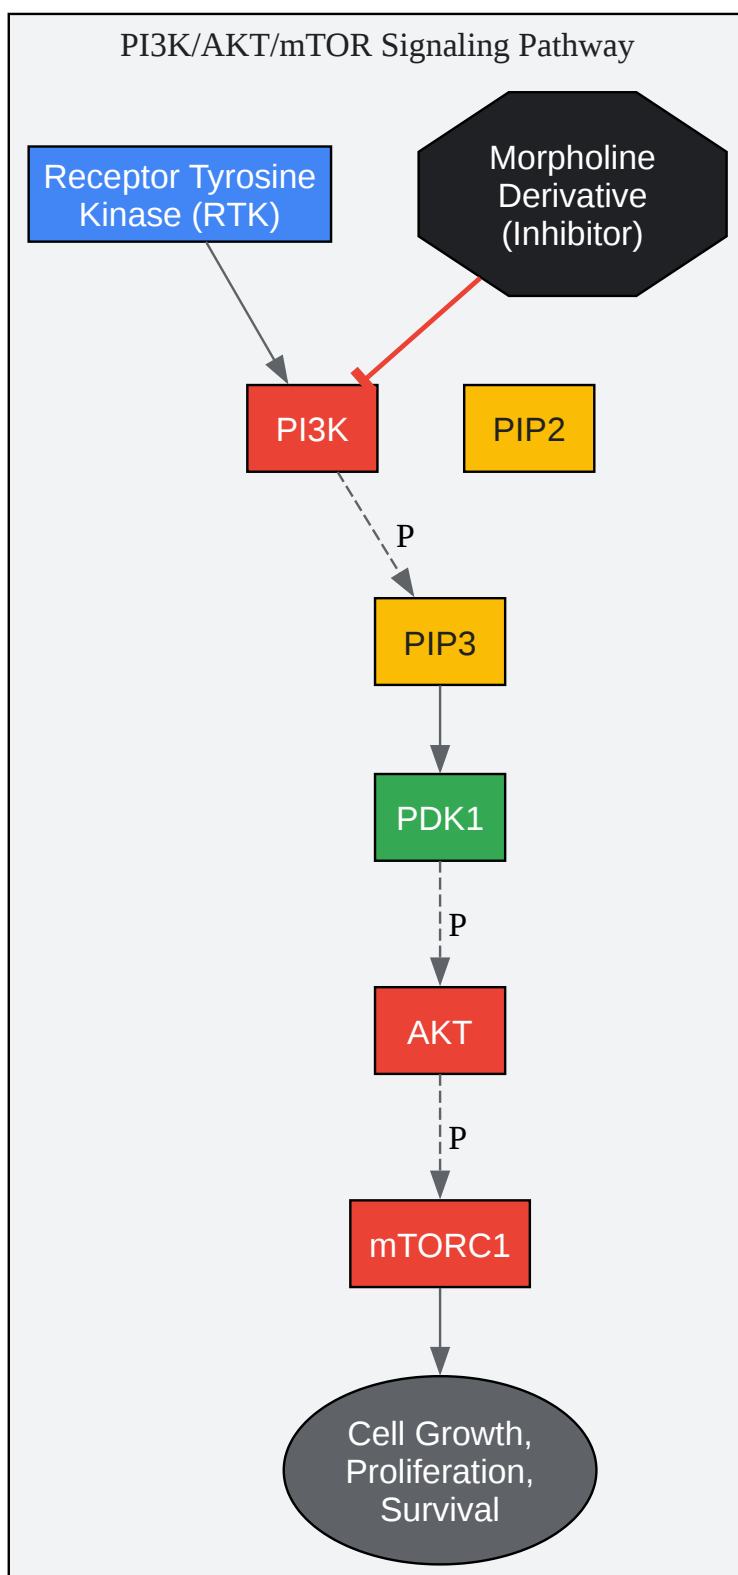 PI3K/AKT/mTOR Signaling Pathway
Receptor Tyrosine
Kinase (RTK)
Morpholine
Derivative
(Inhibitor)
PI3K
PIP2
P
PIP3
PDK1
P
AKT
P
mTORC1
Cell Growth,
Proliferation,
Survival